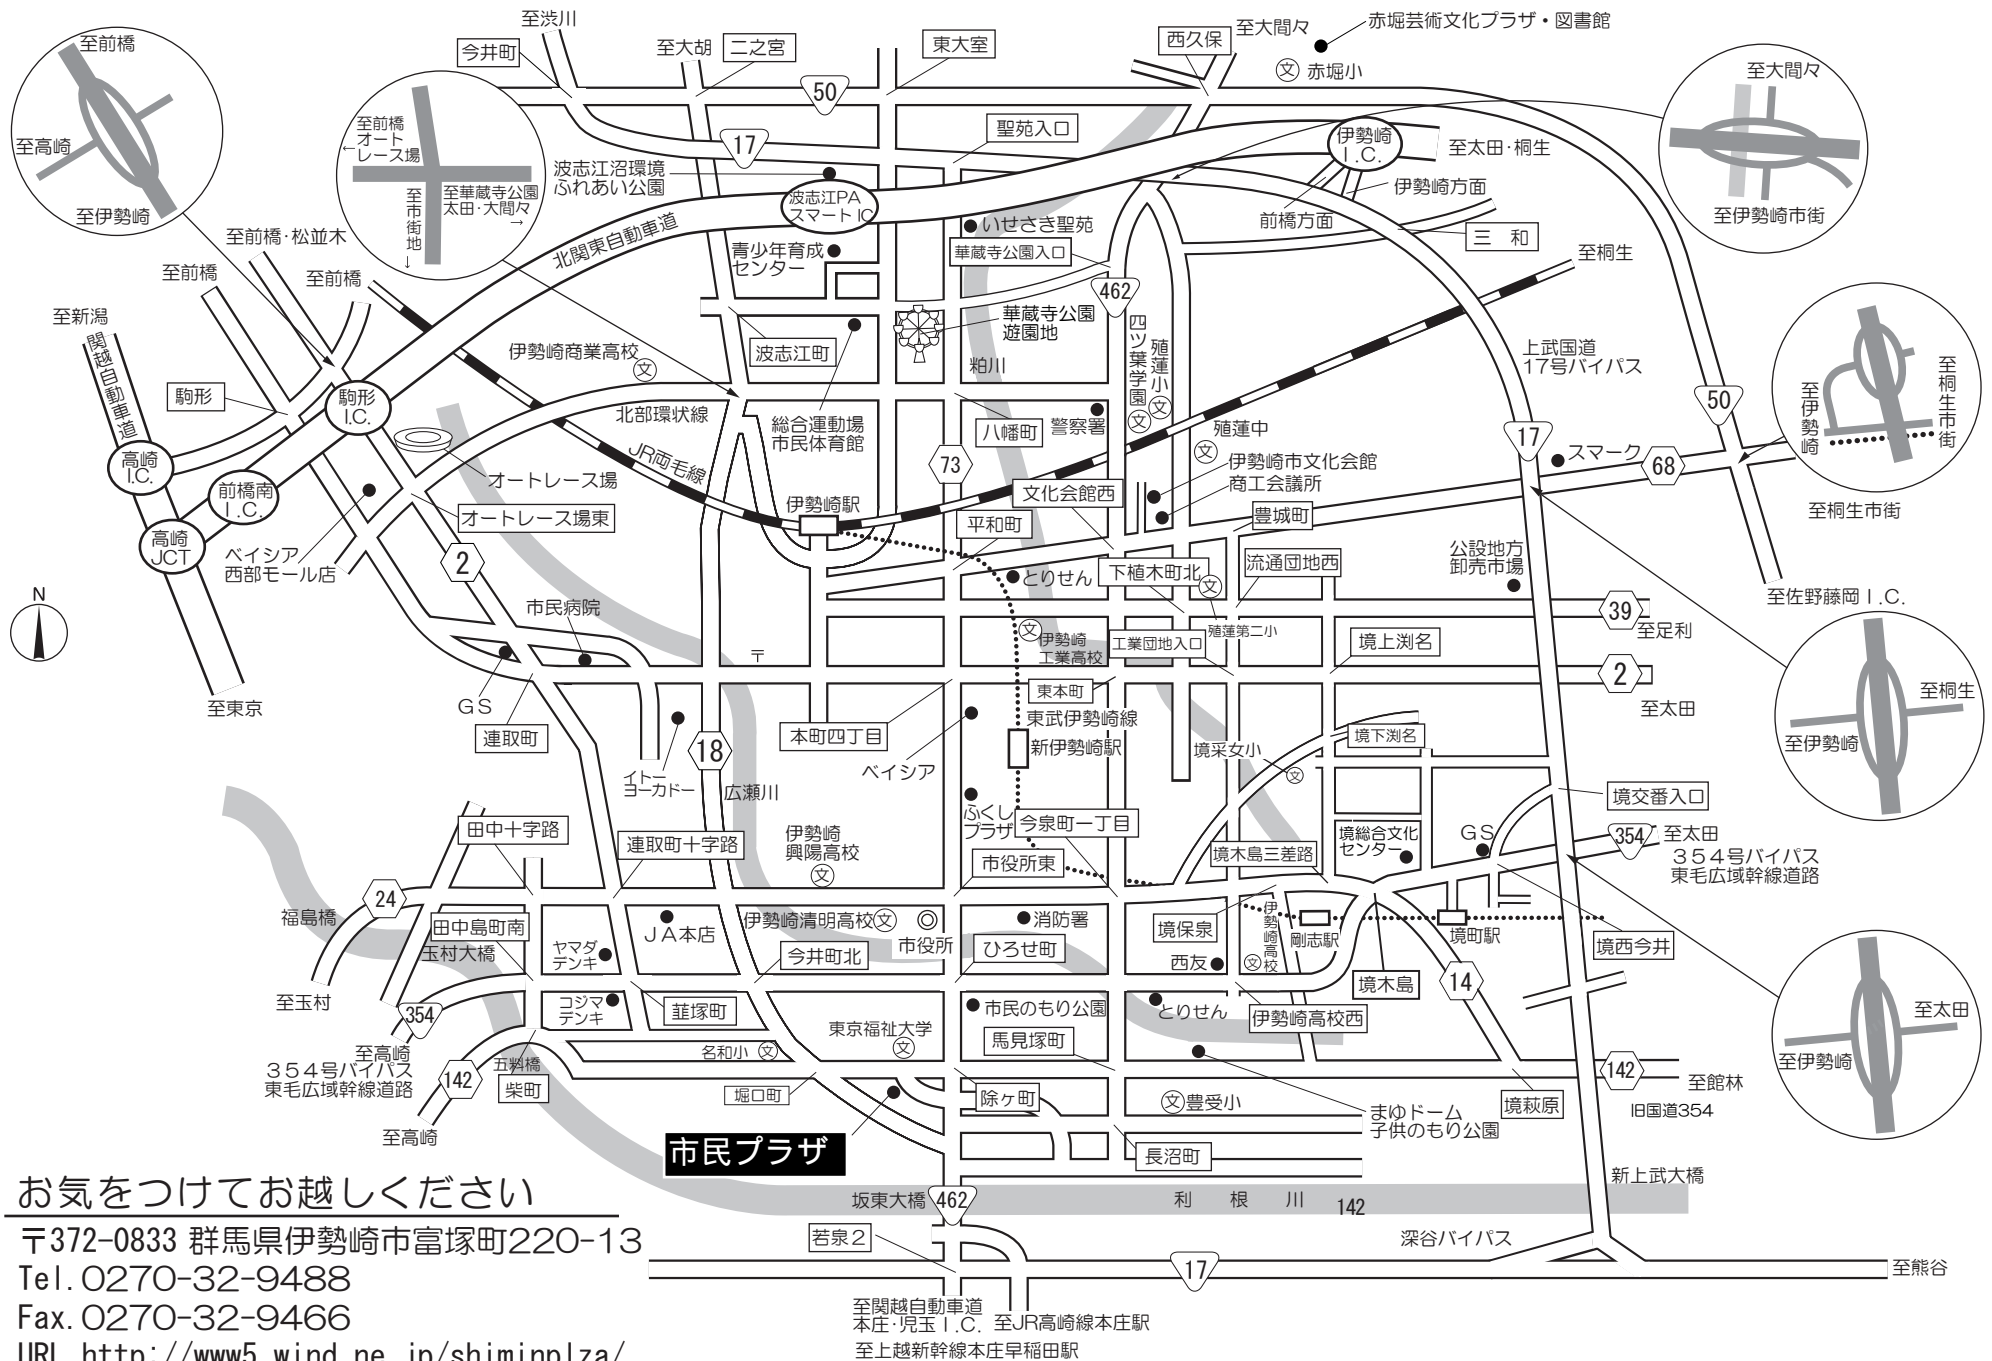 至渋川
至大間々
赤堀芸術文化プラザ・図書館
至前橋
今井町
至大胡
二之宮
東大室
西久保
文 赤堀小
至大間々
50
至前橋
オート
レース場
←
聖苑入口
伊勢崎
I.C.
至太田・桐生
至高崎
17
波志江沼環境
ふれあい公園
至華蔵寺公園
太田・大間々
→
至市街地
↓
波志江PA
スマートIC
伊勢崎方面
至伊勢崎
前橋方面
至伊勢崎市街
いせさき聖苑
三 和
至前橋・松並木
北関東自動車道
青少年育成
センター
華蔵寺公園入口
至桐生
至前橋
至前橋
462
至新潟
関越自動車道
華蔵寺公園
遊園地
四ツ葉学園
殖蓮小
伊勢崎商業高校
文
波志江町
粕川
上武国道
17号バイパス
至桐生市街
至伊勢崎
駒形
駒形
I.C.
北部環状線
総合運動場
市民体育館
八幡町
警察署
文
文
50
殖蓮中
文
17
高崎
I.C.
JR両毛線
73
伊勢崎市文化会館
商工会議所
スマーク
68
前橋南
I.C.
オートレース場
オートレース場東
伊勢崎駅
文化会館西
平和町
豊城町
至桐生市街
高崎
JCT
ベイシア
西部モール店
2
とりせん
下植木町北
文
流通団地西
公設地方
卸売市場
至佐野藤岡I.C.
N
市民病院
39
至足利
〒
文
伊勢崎
工業高校
工業団地入口
殖蓮第二小
境上渕名
2
至太田
至桐生
至伊勢崎
至東京
GS
連取町
東本町
東武伊勢崎線
本町四丁目
18
新伊勢崎駅
境下渕名
境采女小
文
ベイシア
イトー
ヨーカドー
広瀬川
境交番入口
田中十字路
連取町十字路
伊勢崎
興陽高校
文
ふくし
プラザ
今泉町一丁目
境総合文化
センター
GS
354
至太田
354号バイパス
東毛広域幹線道路
市役所東
境木島三差路
24
福島橋
田中島町南
玉村大橋
ヤマダ
デンキ
JA本店
伊勢崎清明高校 文
◎
市役所
消防署
境保泉
伊勢崎高校
文
剛志駅
境町駅
境西今井
今井町北
ひろせ町
西友
境木島
14
至玉村
354
コジマ
デンキ
韮塚町
東京福祉大学
文
市民のもり公園
とりせん
伊勢崎高校西
至太田
至高崎
馬見塚町
至伊勢崎
354号バイパス
東毛広域幹線道路
142
五料橋
柴町
名和小 文
142
至館林
旧国道354
堀口町
除ヶ町
文 豊受小
まゆドーム
子供のもり公園
境萩原
至高崎
市民プラザ
長沼町
新上武大橋
坂東大橋
462
利 根 川
142
若泉2
深谷バイパス
17
至熊谷
至関越自動車道
本庄・児玉I.C.
至JR高崎線本庄駅
至上越新幹線本庄早稲田駅
お気をつけてお越しください
〒372-0833 群馬県伊勢崎市富塚町220-13
Tel. 0270-32-9488
Fax. 0270-32-9466
URL http://www5.wind.ne.jp/shiminplza/